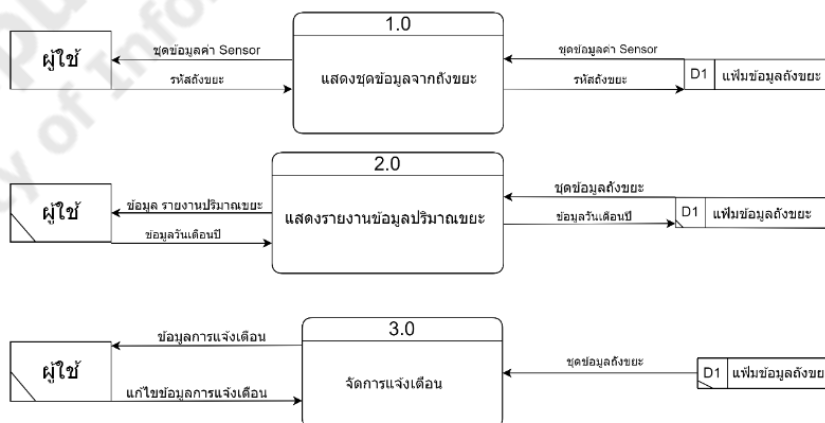 1.0
ผู้ใช้
ชุดข้อมูลค่า Sensor
รหัสถังขยะ
แสดงชุดข้อมูลจากถังขยะ
ชุดข้อมูลค่า Sensor
รหัสถังขยะ
D1 แฟ้มข้อมูลถังขยะ
2.0
ผู้ใช้
ข้อมูล รายงานปริมาณขยะ
ข้อมูลวันเดือนปี
แสดงรายงานข้อมูลปริมาณขยะ
ชุดข้อมูลถังขยะ
ข้อมูลวันเดือนปี
D1 แฟ้มข้อมูลถังขยะ
3.0
ผู้ใช้
ข้อมูลการแจ้งเตือน
แก้ไขข้อมูลการแจ้งเตือน
จัดการแจ้งเตือน
ชุดข้อมูลถังขยะ
D1 แฟ้มข้อมูลถังขย